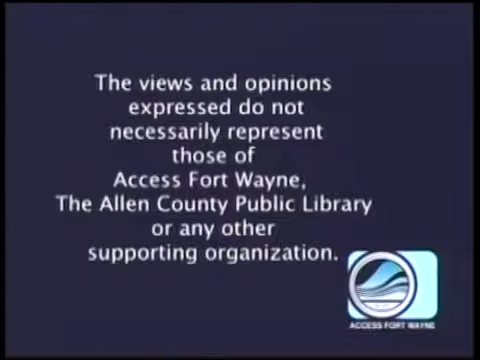 The views and opinions
expressed do not
necessarily represent
those of
Access Fort Wayne,
The Allen County Public Library
or any other
supporting organization.
ACCESS FORT WAYNE